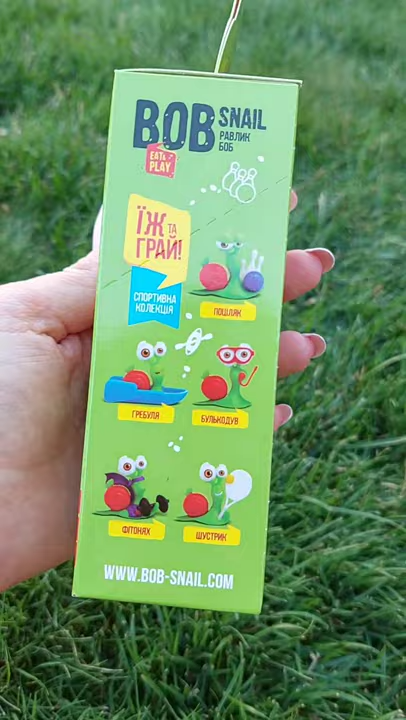 BOB SNAIL
РАВЛИК
БОБ
EAT &
PLAY
ЇЖ ТА
ГРАЙ!
СПОРТИВНА
КОЛЕКЦІЯ
ПОЦІЛЯК
ГРЕБУЛЯ
БУЛЬКОДУВ
ФІТОНЯХ
ШУСТРИК
WWW.BOB-SNAIL.COM